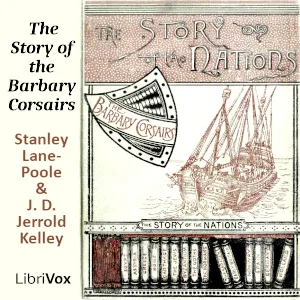 The
Story of
the
Barbary
Corsairs
Stanley
Lane-
Poole
&
J. D.
Jerrold
Kelley
LibriVox
THE STORY OF
of the NATIONS
THE
BARBARY CORSAIRS
THE STORY OF THE NATIONS